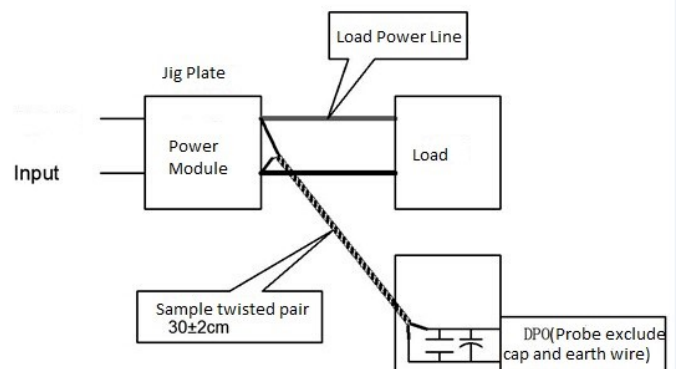 Load Power Line
Jig Plate
Power
Module
Load
Input
Sample twisted pair
30±2cm
DPO(Probe exclude
cap and earth wire)